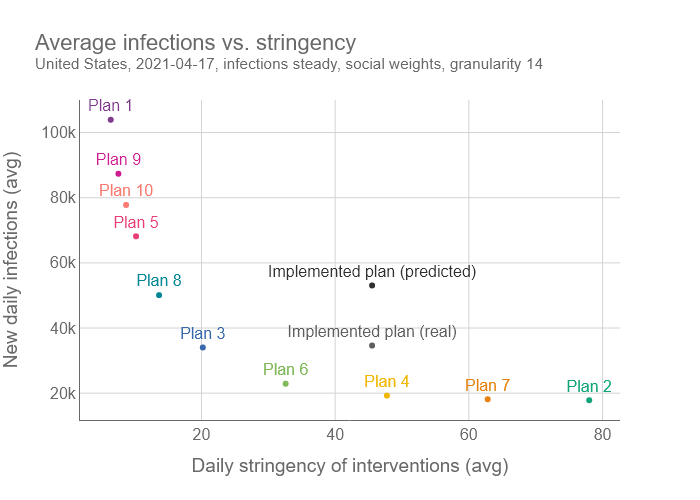 Average infections vs. stringency
United States, 2021-04-17, infections steady, social weights, granularity 14
New daily infections (avg)
100k
80k
60k
40k
20k
Plan 1
Plan 9
Plan 10
Plan 5
Plan 8
Implemented plan (predicted)
Plan 3
Implemented plan (real)
Plan 6
Plan 4
Plan 7
Plan 2
20
40
60
80
Daily stringency of interventions (avg)